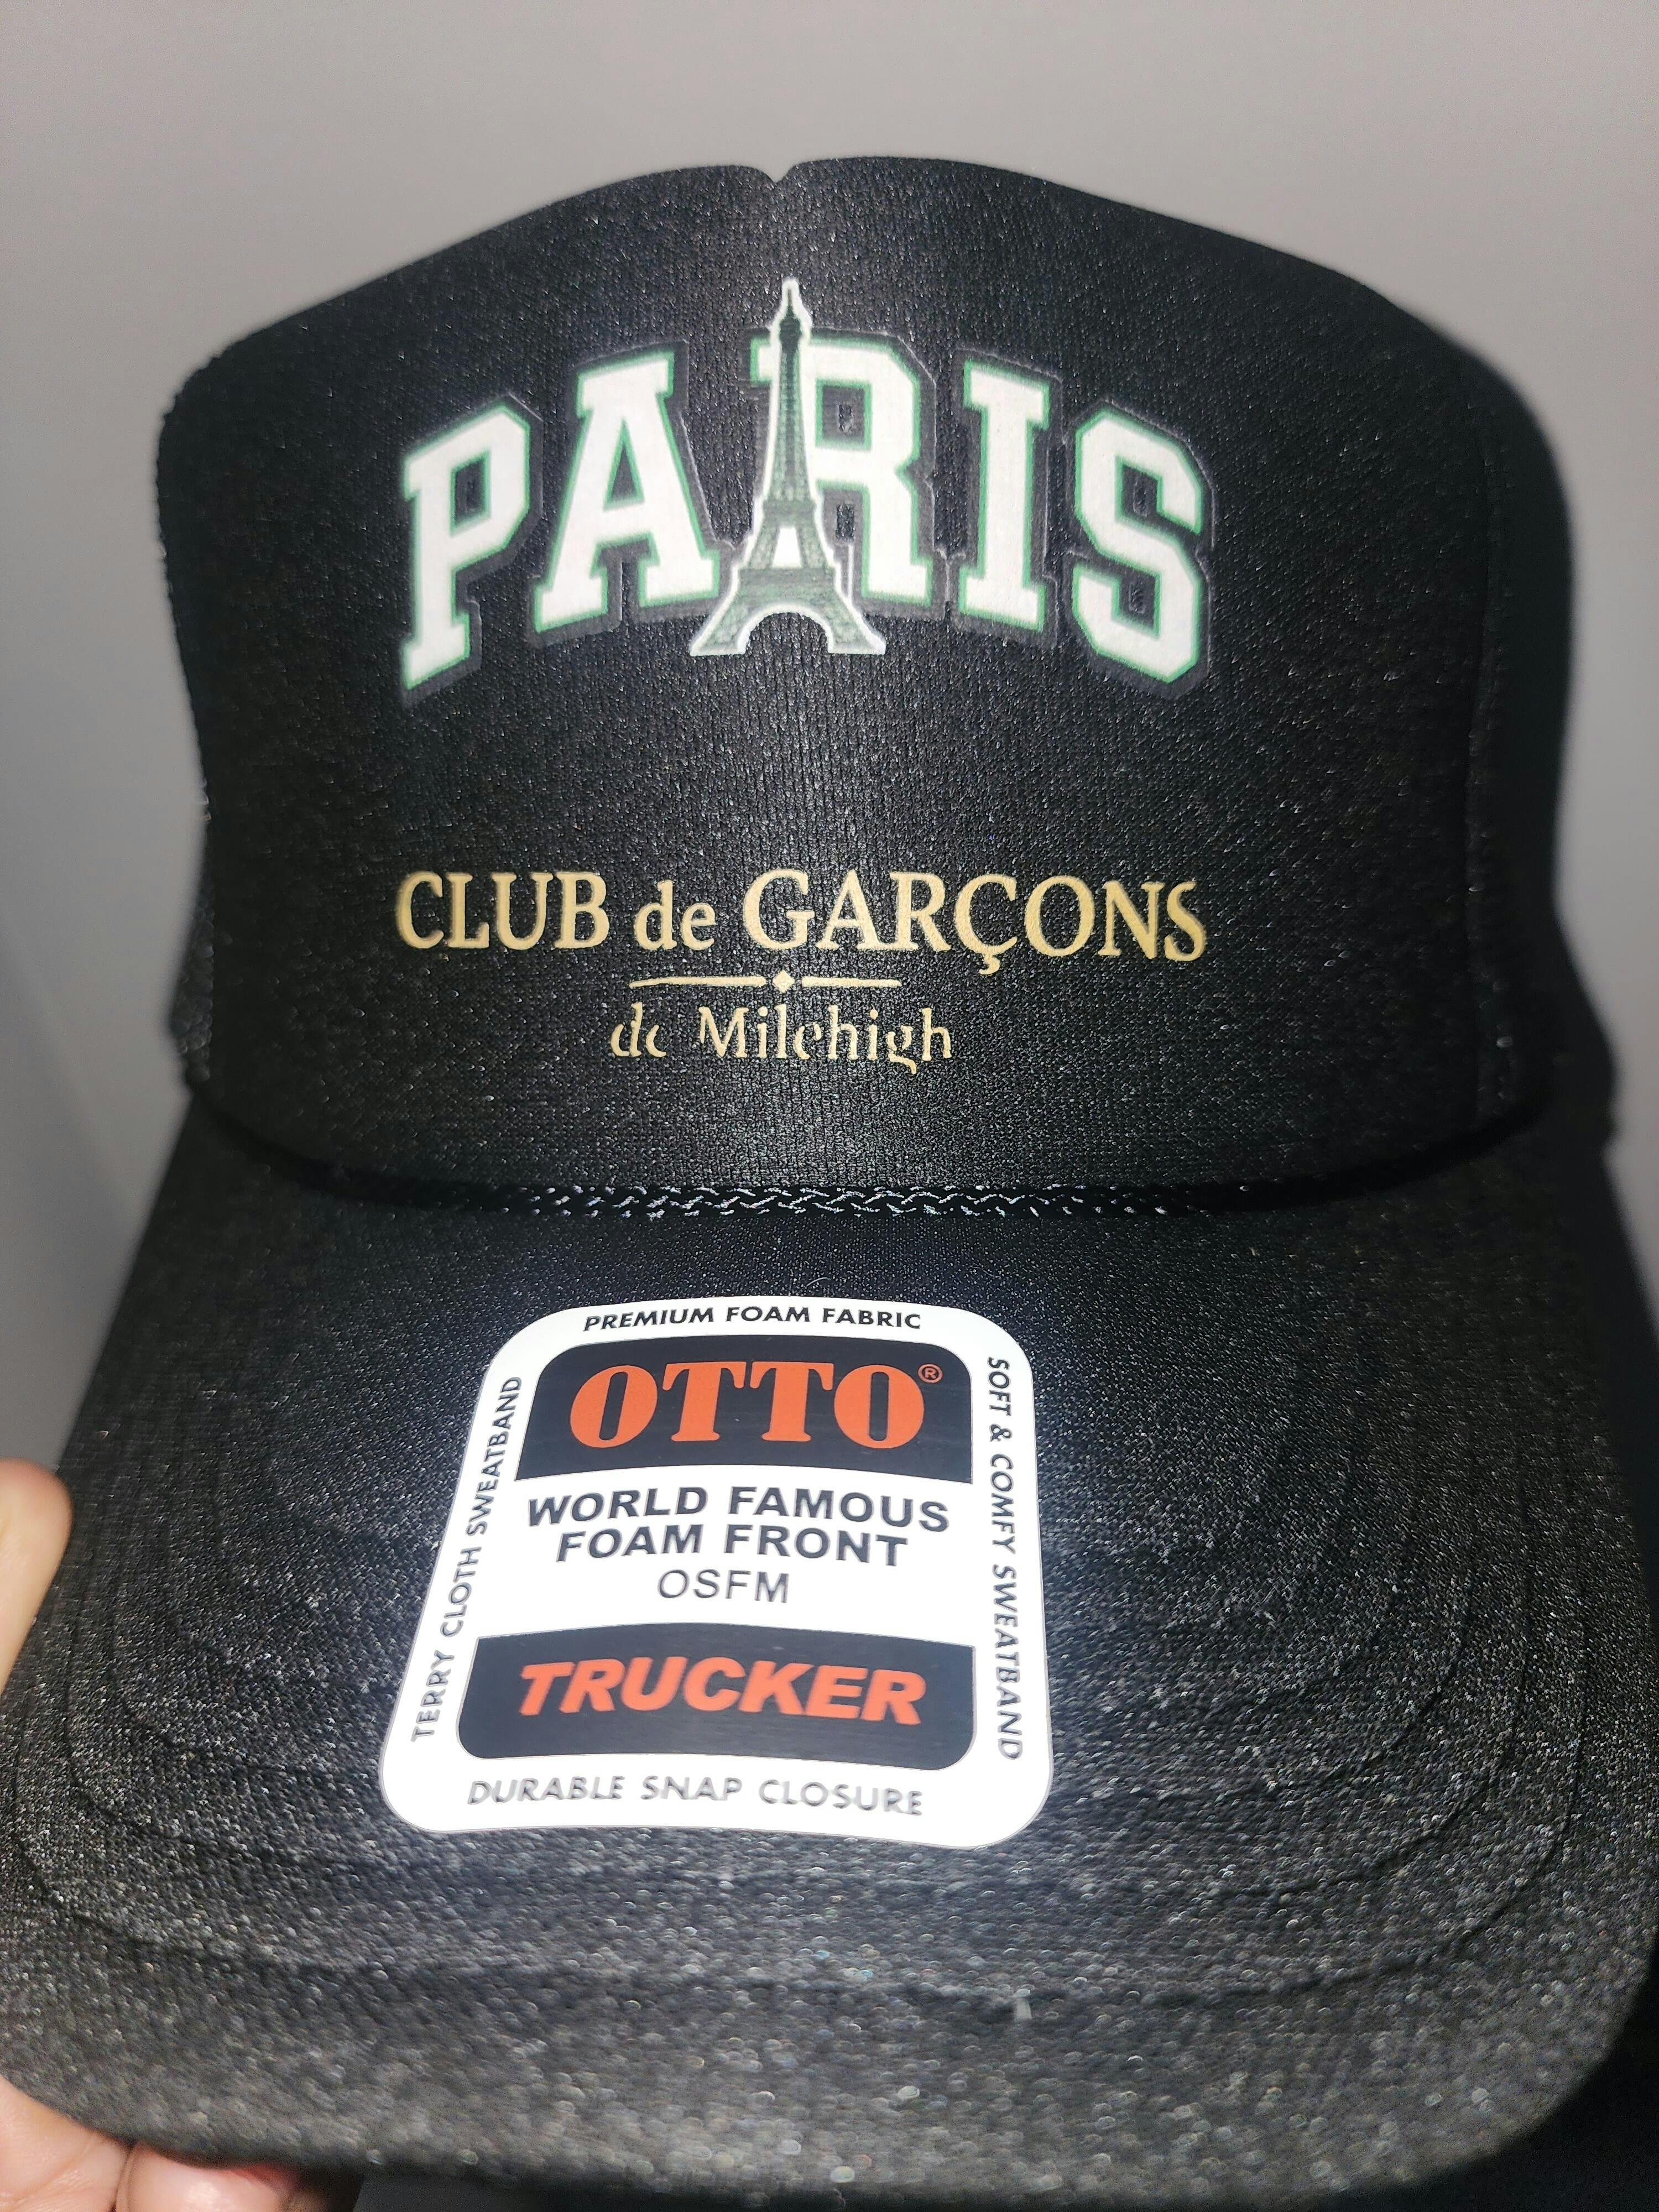 PARIS
CLUB de GARÇONS
de Milehigh
PREMIUM FOAM FABRIC
OTTO®
WORLD FAMOUS
FOAM FRONT
OSFM
TRUCKER
DURABLE SNAP CLOSURE
TERRY CLOTH SWEATBAND
SOFT & COMFY SWEATBAND